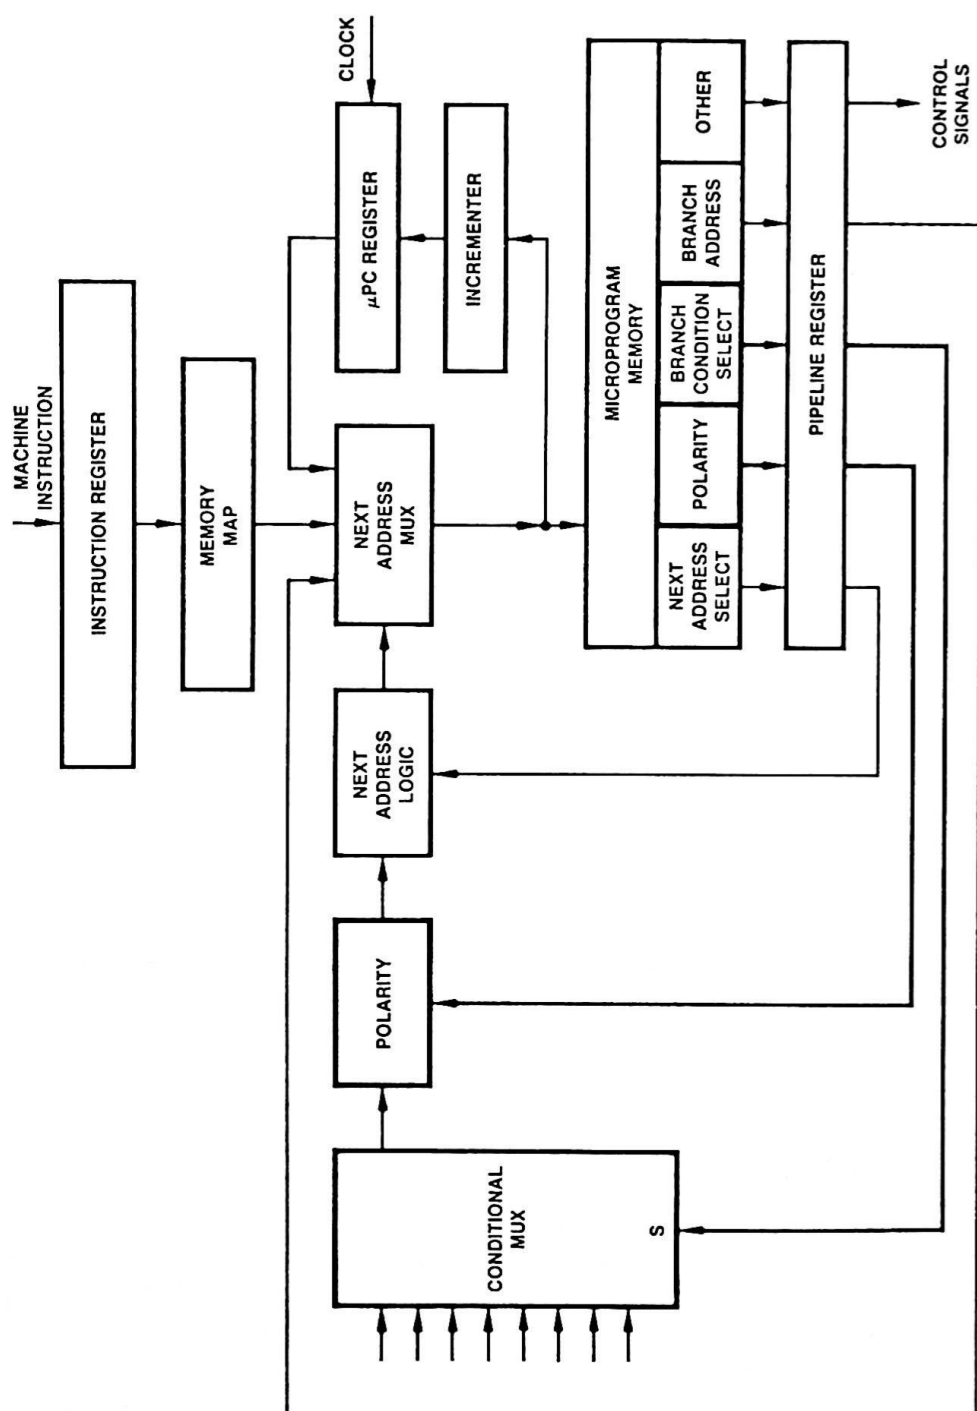 MACHINE
INSTRUCTION
INSTRUCTION REGISTER
MEMORY
MAP
CLOCK
μPC REGISTER
INCREMENTER
CONDITIONAL
MUX
S
POLARITY
NEXT
ADDRESS
LOGIC
NEXT
ADDRESS
MUX
MICROPROGRAM
MEMORY
NEXT
ADDRESS
SELECT
POLARITY
BRANCH
CONDITION
SELECT
BRANCH
ADDRESS
OTHER
PIPELINE REGISTER
CONTROL
SIGNALS